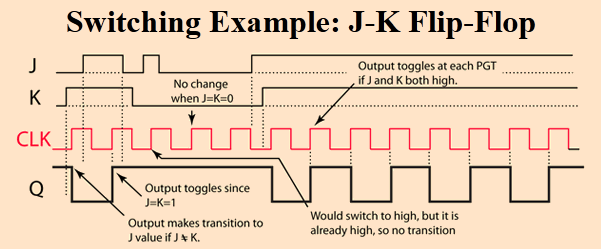 Switching Example: J-K Flip-Flop
J
Output toggles at each PGT
if J and K both high.
No change
when J=K=0
K
CLK
Q
Output toggles since
J=K=1
Output makes transition to
J value if J ≠ K.
Would switch to high, but it is
already high, so no transition